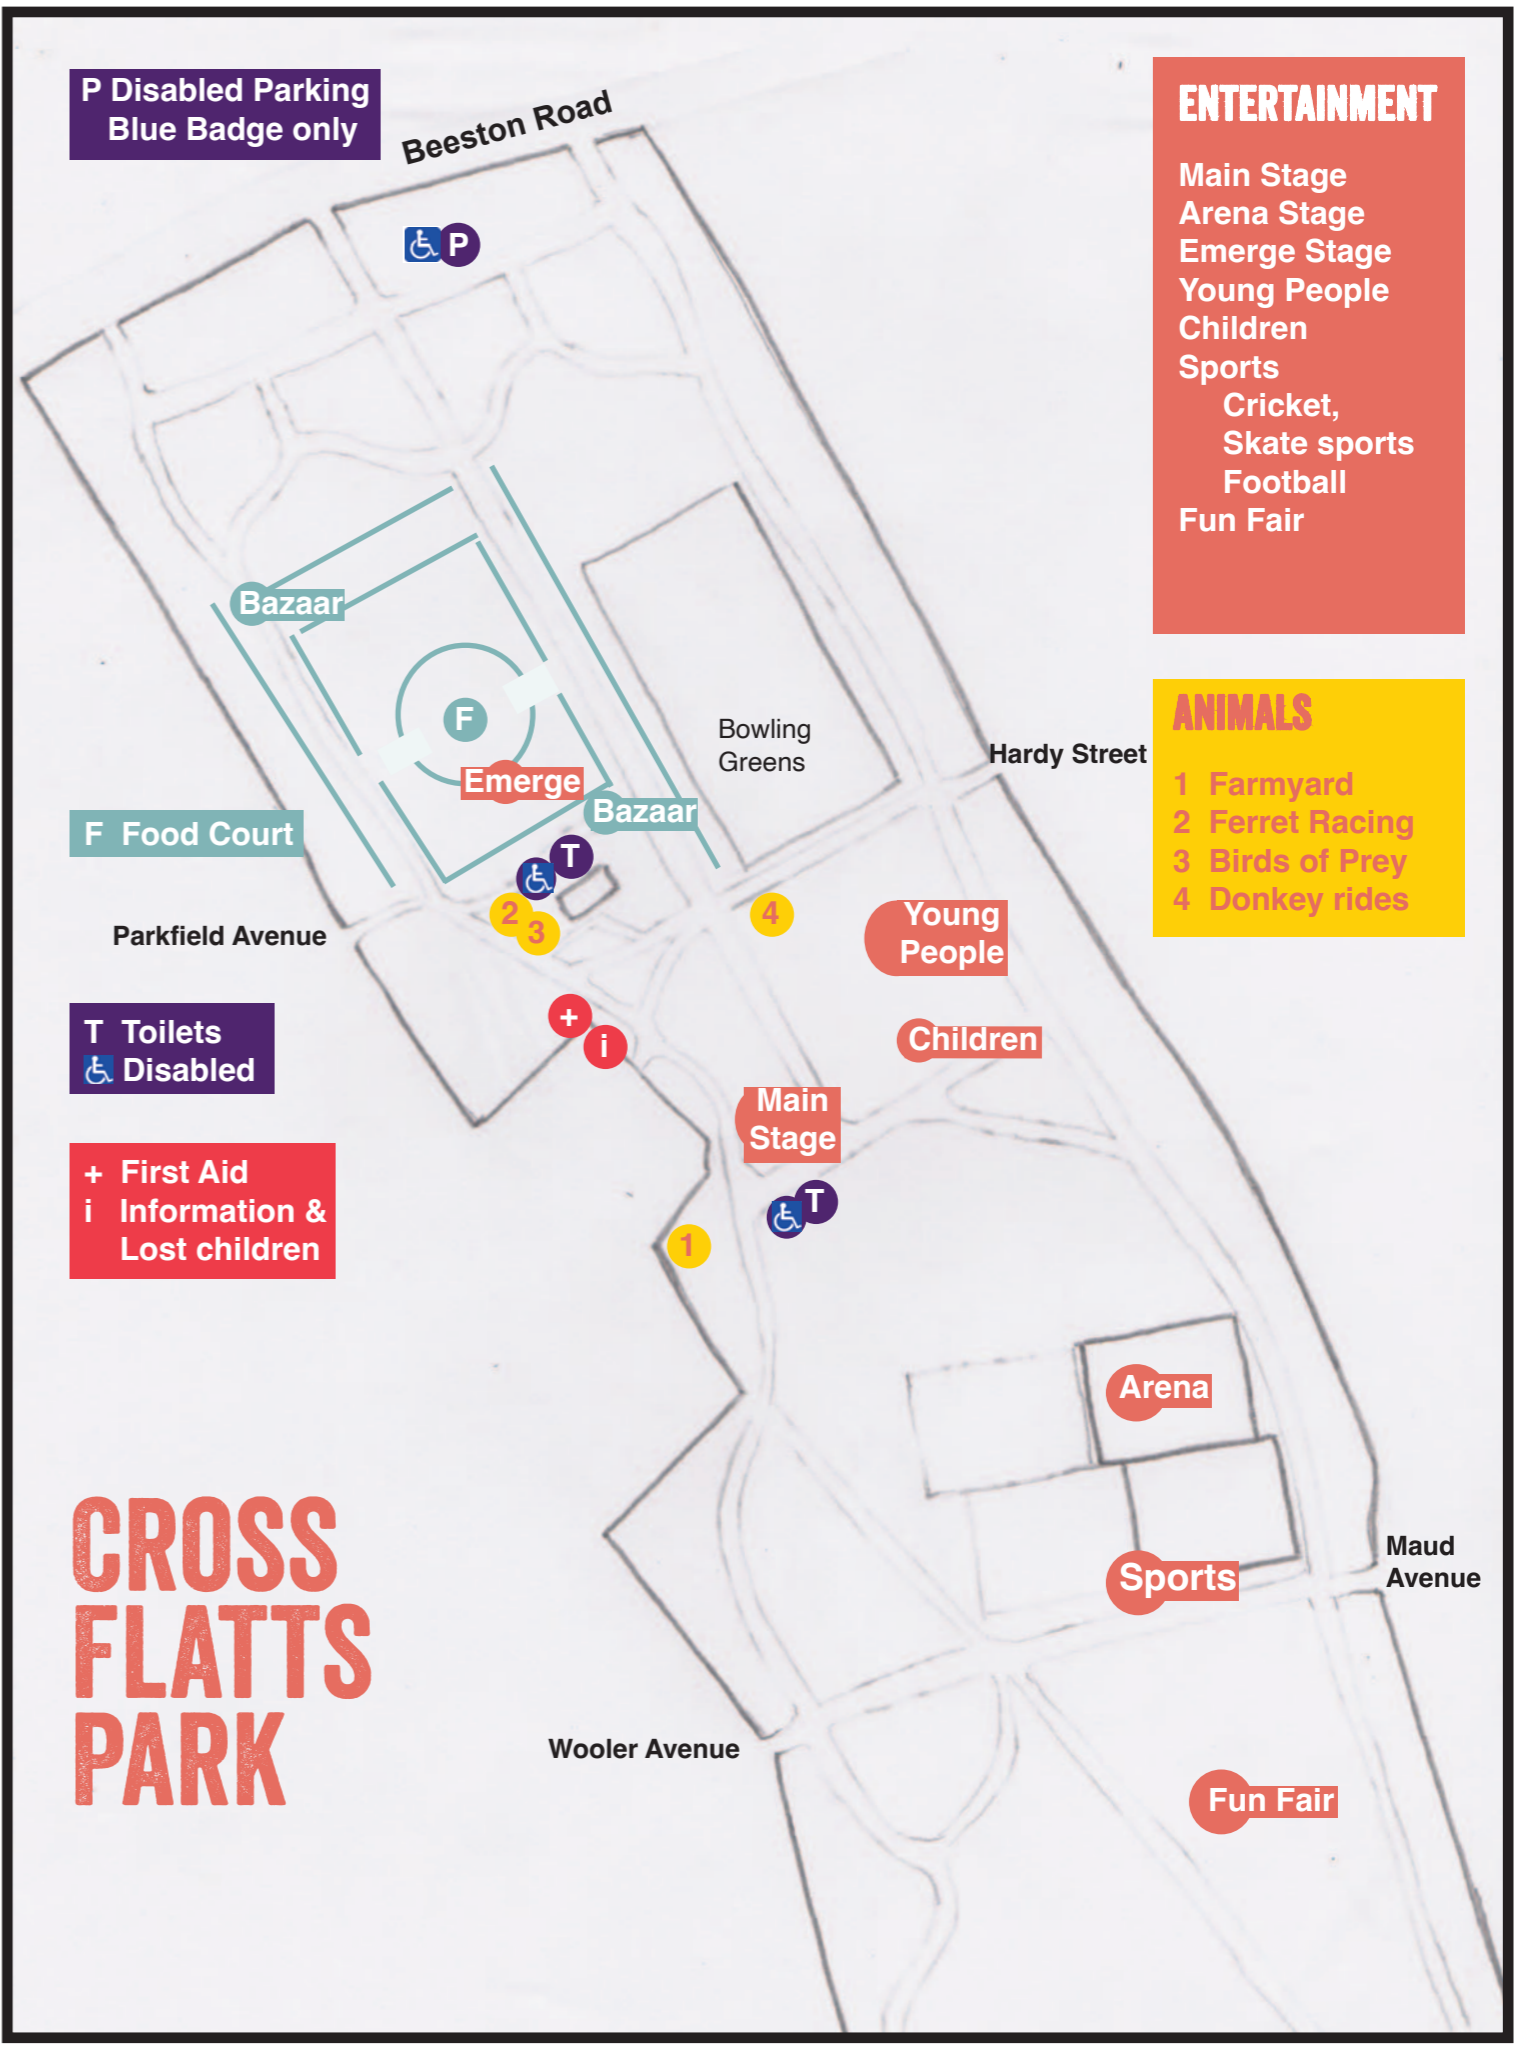 P Disabled Parking
Blue Badge only
Beeston Road
P
ENTERTAINMENT
Main Stage
Arena Stage
Emerge Stage
Young People
Children
Sports
Cricket,
Skate sports
Football
Fun Fair
Bazaar
F
Emerge
Bazaar
Bowling
Greens
Hardy Street
ANIMALS
1 Farmyard
2 Ferret Racing
3 Birds of Prey
4 Donkey rides
F Food Court
T
2
3
4
Parkfield Avenue
Young
People
T Toilets
Disabled
+
i
Children
Main
Stage
+ First Aid
i Information &
Lost children
T
1
Arena
CROSS
FLATTS
PARK
Sports
Maud
Avenue
Wooler Avenue
Fun Fair